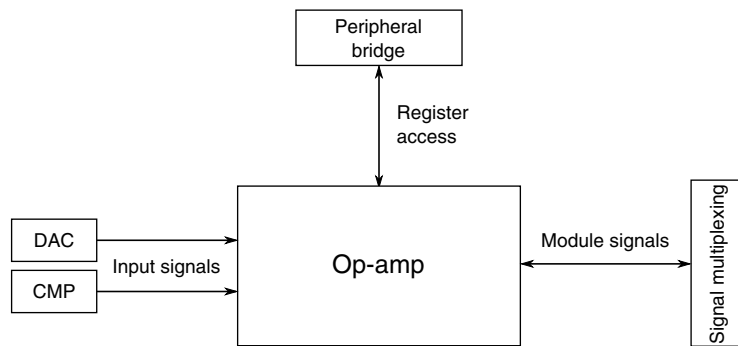 Peripheral
bridge
Register
access
DAC
Input signals
CMP
Op-amp
Module signals
Signal multiplexing